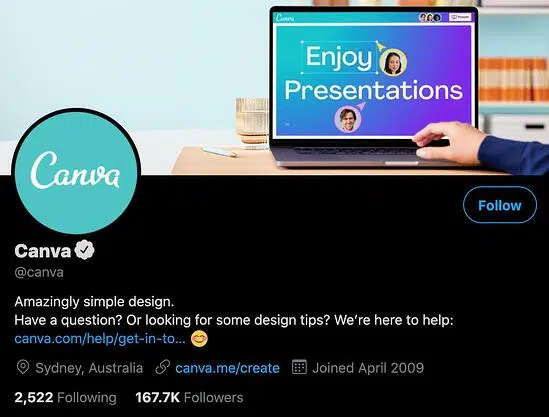 Canva
Present
Enjoy
Presentations
Canva
Follow
Canva
@canva
Amazingly simple design.
Have a question? Or looking for some design tips? We're here to help:
canva.com/help/get-in-to... 😊
Sydney, Australia canva.me/create Joined April 2009
2,522 Following 167.7K Followers